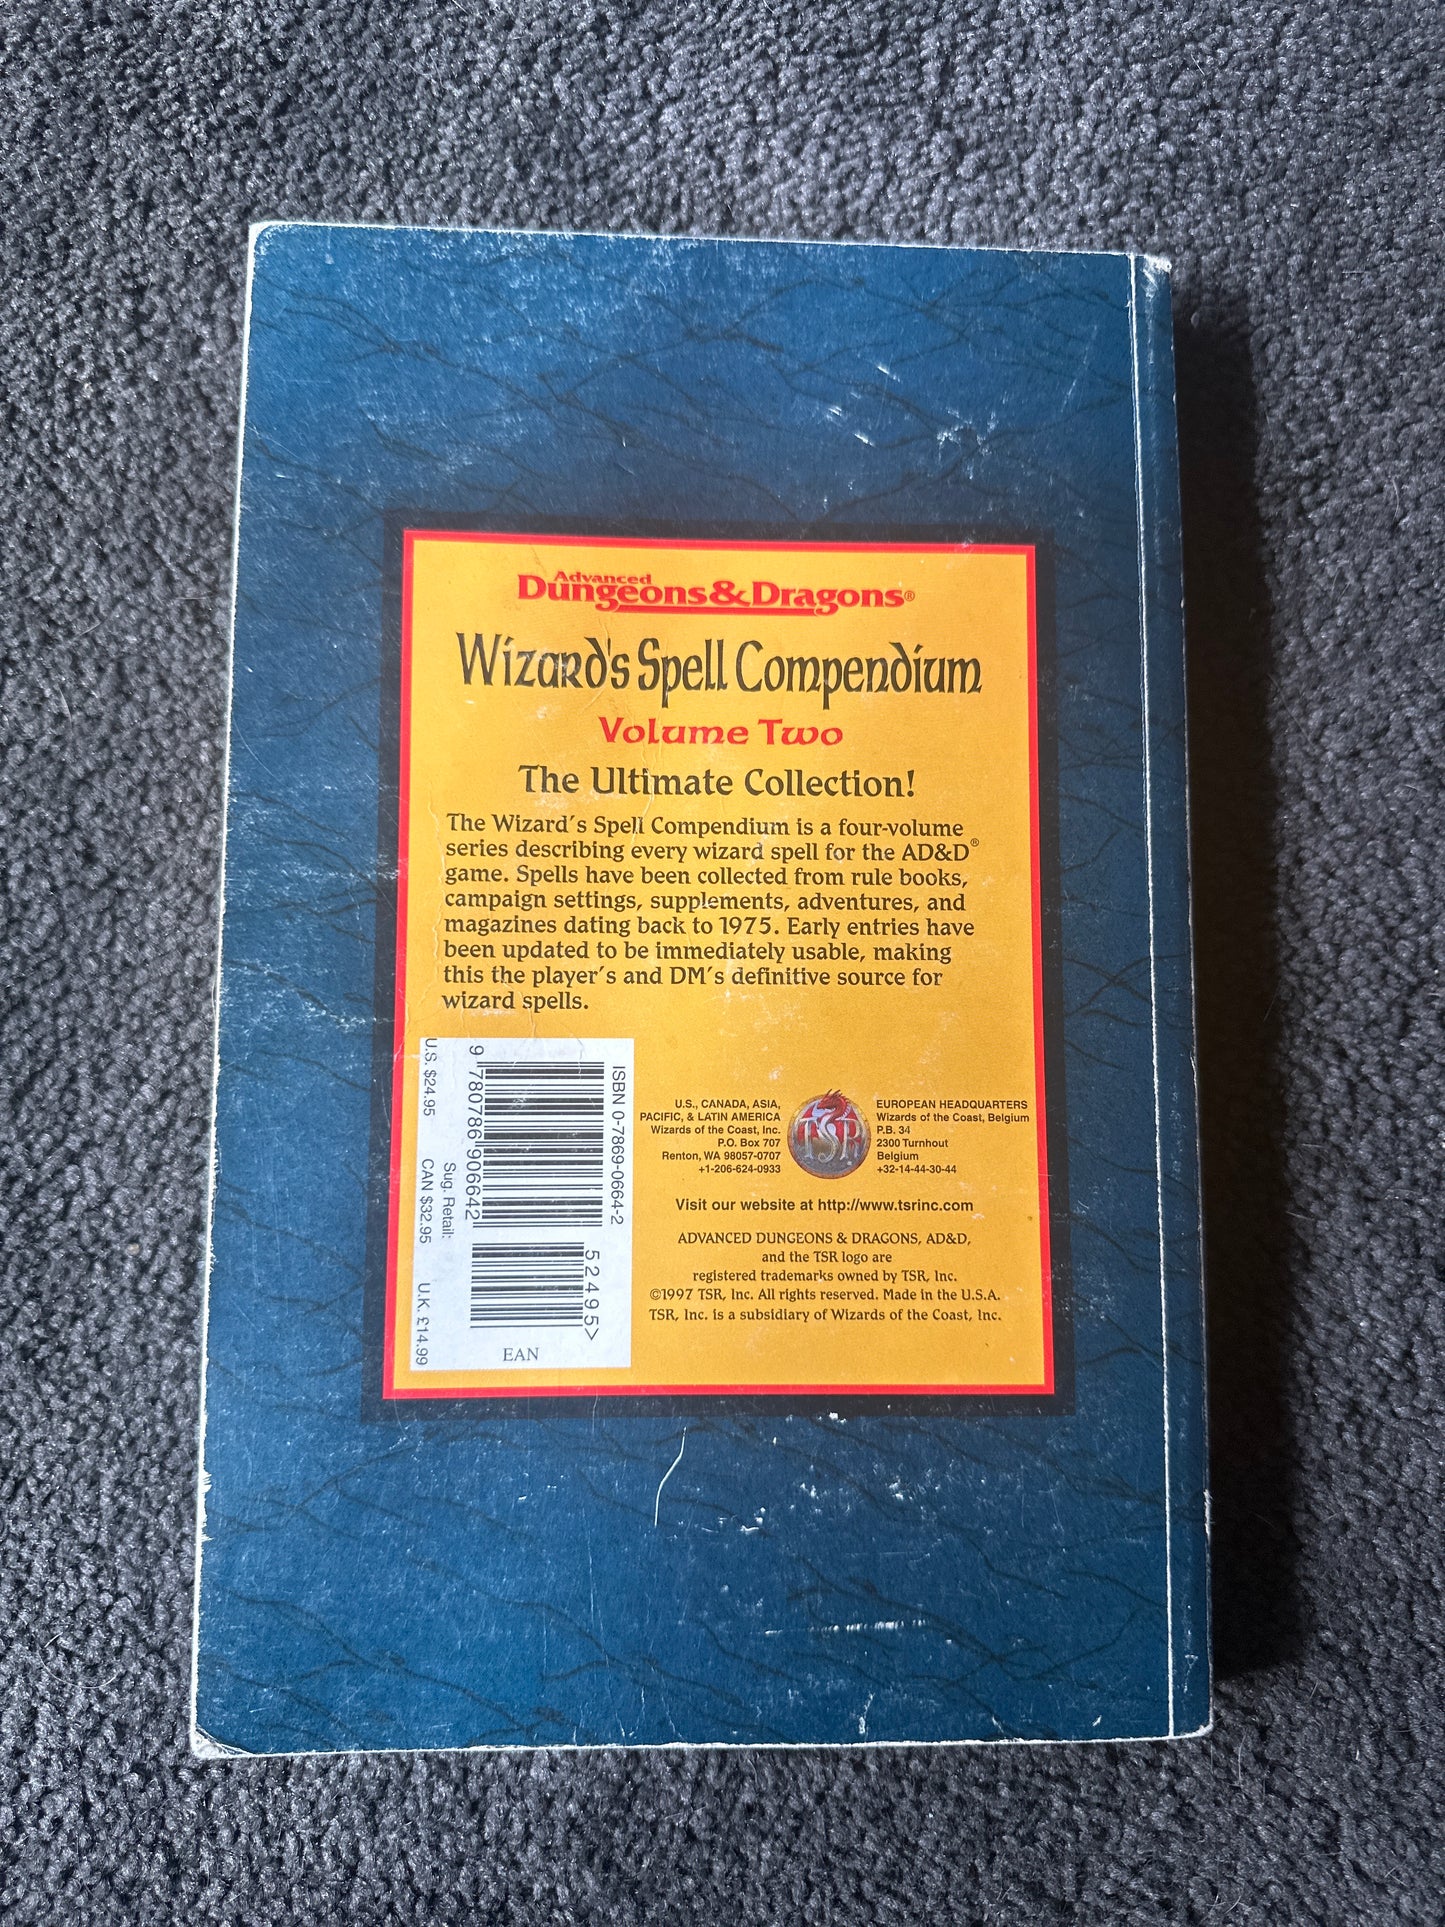 Advanced
Dungeons & Dragons®
Wizard's Spell Compendium
Volume Two
The Ultimate Collection!
The Wizard's Spell Compendium is a four-volume
series describing every wizard spell for the AD&D®
game. Spells have been collected from rule books,
campaign settings, supplements, adventures, and
magazines dating back to 1975. Early entries have
been updated to be immediately usable, making
this the player's and DM's definitive source for
wizard spells.
ISBN 0-7869-0664-2
9 780786 906642
52495>
EAN
Sug. Retail:
U.S. $24.95 CAN $32.95 U.K. £14.99
U.S., CANADA, ASIA,
PACIFIC, & LATIN AMERICA
Wizards of the Coast, Inc.
P.O. Box 707
Renton, WA 98057-0707
+1-206-624-0933
TSR
EUROPEAN HEADQUARTERS
Wizards of the Coast, Belgium
P.B. 34
2300 Turnhout
Belgium
+32-14-44-30-44
Visit our website at http://www.tsrinc.com
ADVANCED DUNGEONS & DRAGONS, AD&D,
and the TSR logo are
registered trademarks owned by TSR, Inc.
©1997 TSR, Inc. All rights reserved. Made in the U.S.A.
TSR, Inc. is a subsidiary of Wizards of the Coast, Inc.